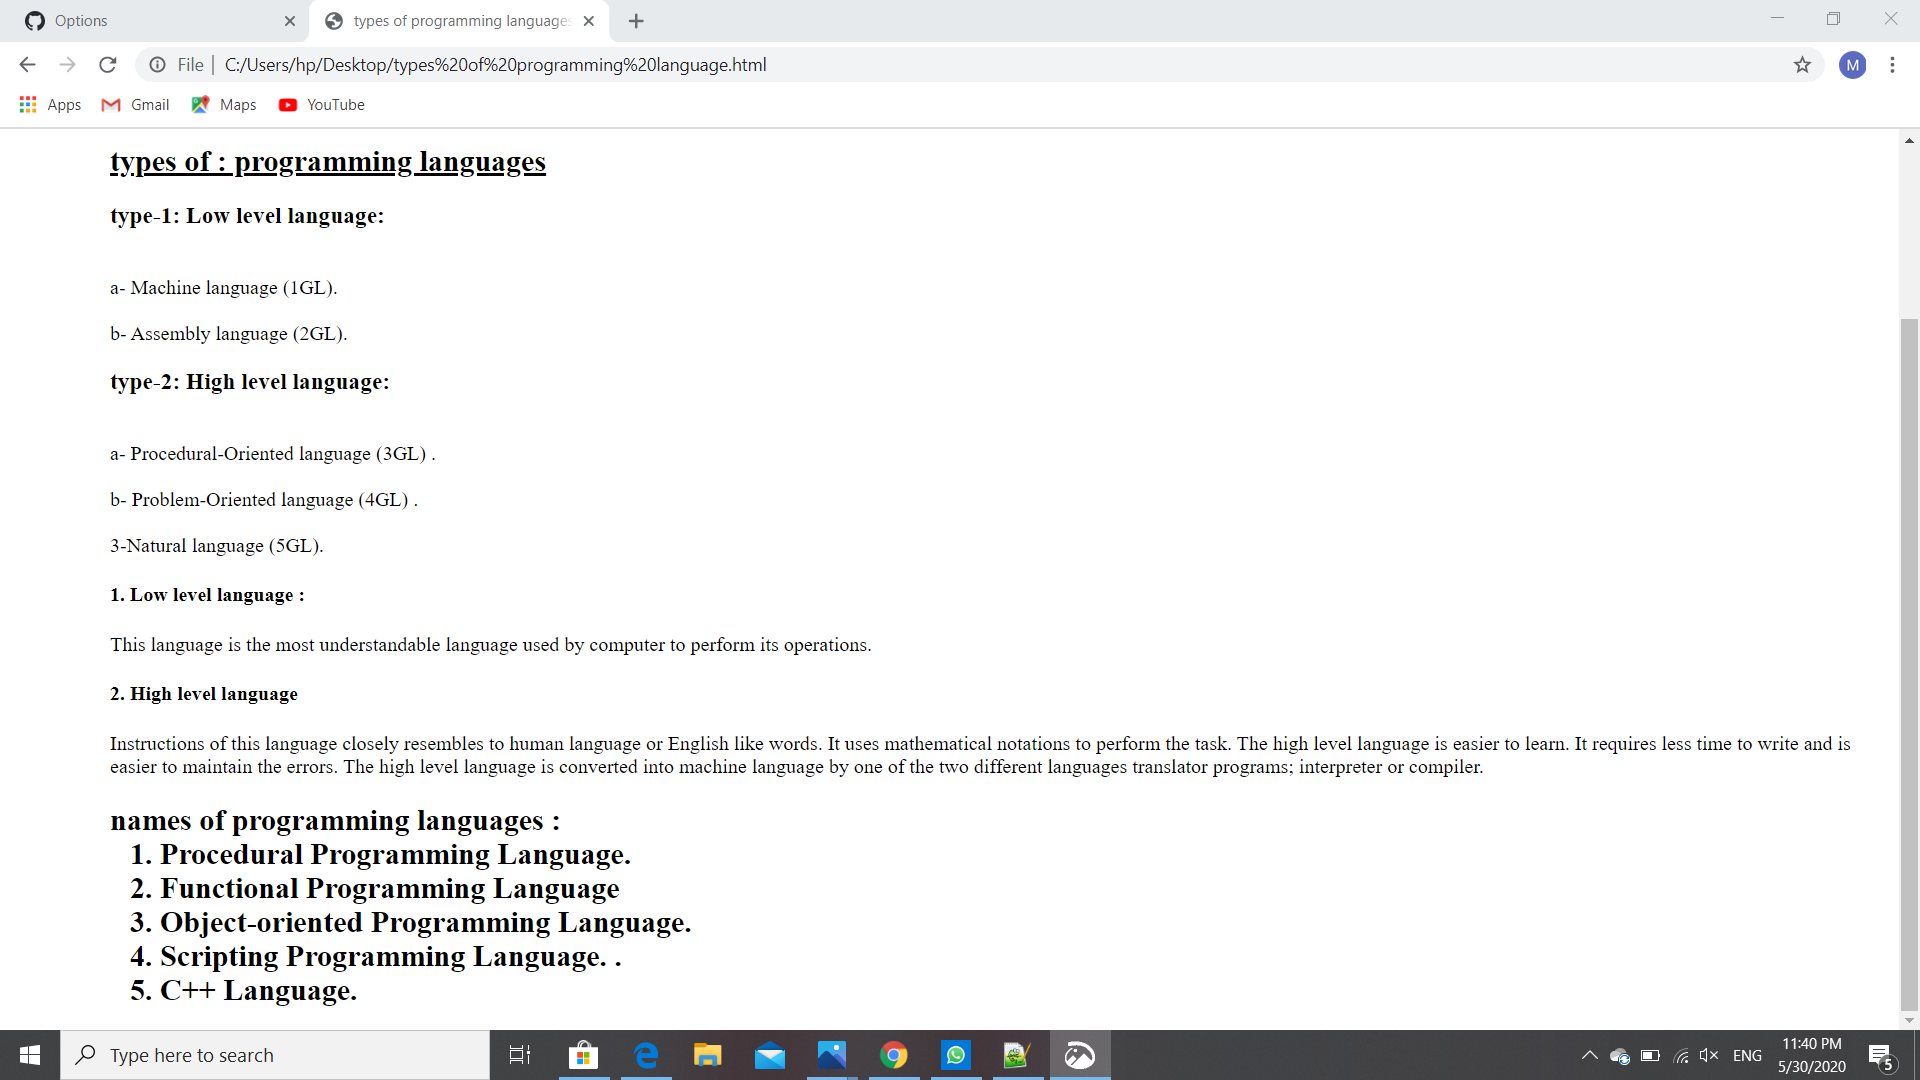 Options
types of programming languages
File | C:/Users/hp/Desktop/types%20of%20programming%20language.html
M
Apps Gmail Maps YouTube
types of : programming languages
type-1: Low level language:
a- Machine language (1GL).
b- Assembly language (2GL).
type-2: High level language:
a- Procedural-Oriented language (3GL) .
b- Problem-Oriented language (4GL) .
3-Natural language (5GL).
1. Low level language :
This language is the most understandable language used by computer to perform its operations.
2. High level language
Instructions of this language closely resembles to human language or English like words. It uses mathematical notations to perform the task. The high level language is easier to learn. It requires less time to write and is
easier to maintain the errors. The high level language is converted into machine language by one of the two different languages translator programs; interpreter or compiler.
names of programming languages :
1. Procedural Programming Language.
2. Functional Programming Language
3. Object-oriented Programming Language.
4. Scripting Programming Language. .
5. C++ Language.
Type here to search
ENG
11:40 PM
5/30/2020
5